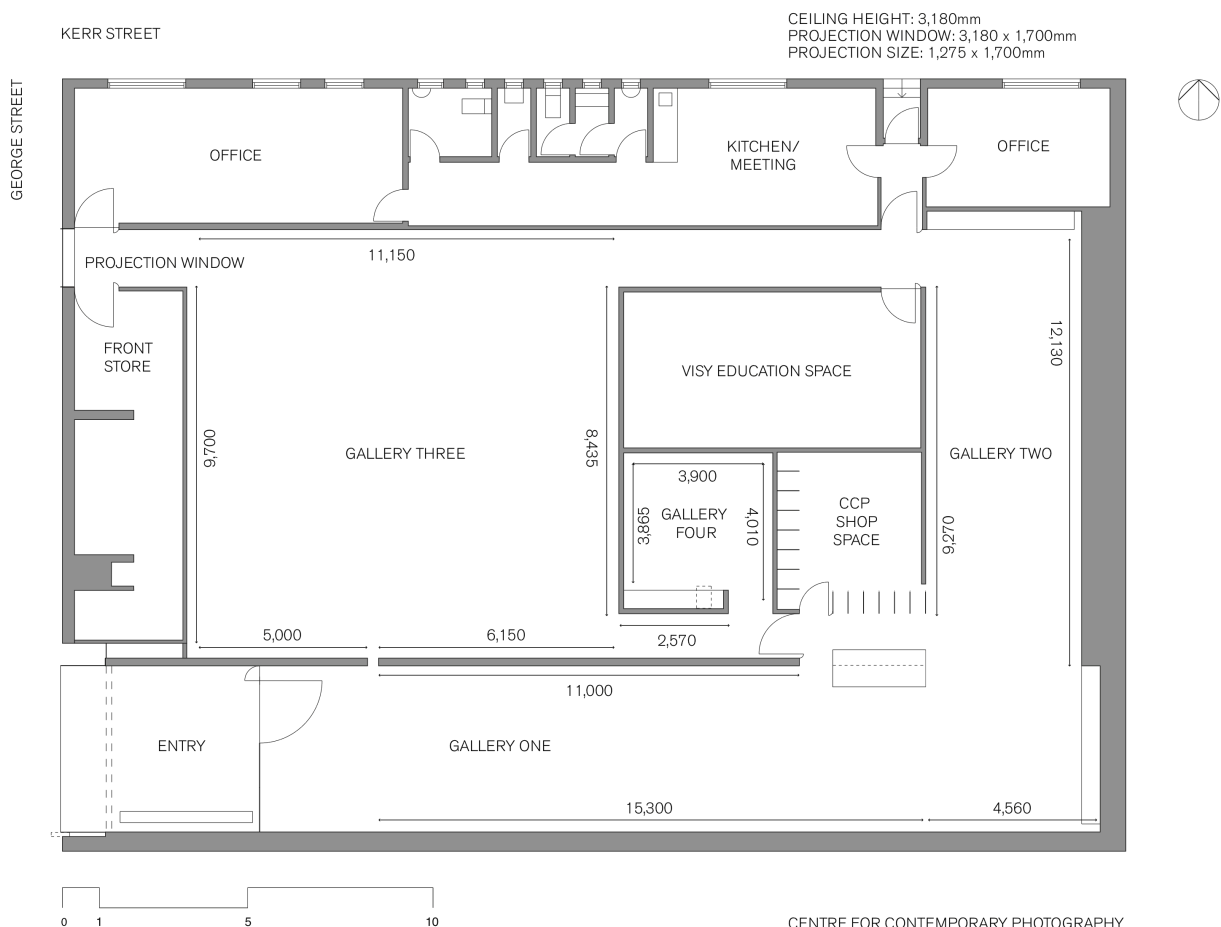 KERR STREET
CEILING HEIGHT: 3,180mm
PROJECTION WINDOW: 3,180 x 1,700mm
PROJECTION SIZE: 1,275 x 1,700mm
GEORGE STREET
OFFICE
KITCHEN/
MEETING
OFFICE
11,150
PROJECTION WINDOW
FRONT
STORE
12,130
VISY EDUCATION SPACE
9,700
GALLERY THREE
8,435
GALLERY TWO
3,900
3,895
GALLERY
FOUR
4,010
CCP
SHOP
SPACE
9,270
5,000
6,150
2,570
11,000
ENTRY
GALLERY ONE
15,300
4,560
0 1 5 10
CENTRE FOR CONTEMPORARY PHOTOGRAPHY